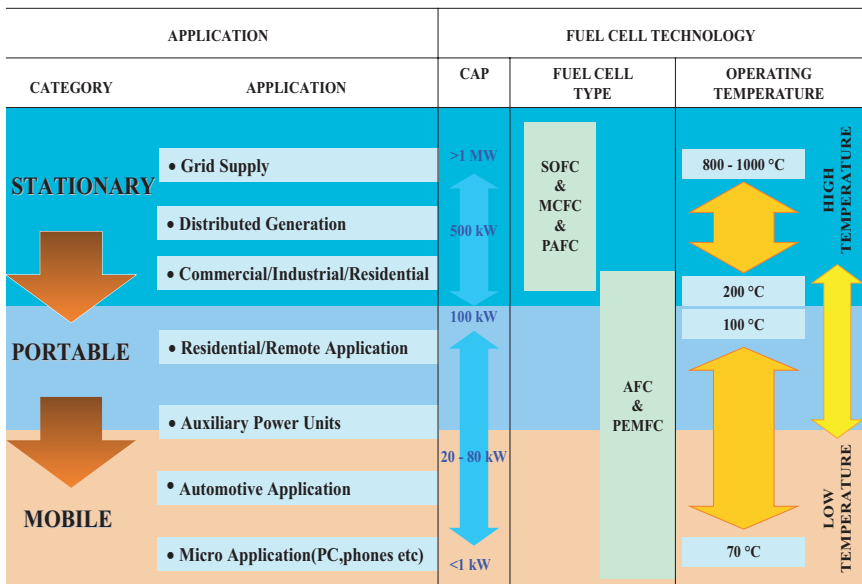 APPLICATION
FUEL CELL TECHNOLOGY
CATEGORY
APPLICATION
CAP
FUEL CELL
TYPE
OPERATING
TEMPERATURE
STATIONARY
• Grid Supply
• Distributed Generation
• Commercial/Industrial/Residential
>1 MW
500 kW
SOFC
&
MCFC
&
PAFC
800 - 1000 °C
200 °C
HIGH
TEMPERATURE
PORTABLE
• Residential/Remote Application
• Auxiliary Power Units
100 kW
100 °C
AFC
&
PEMFC
MOBILE
• Automotive Application
• Micro Application(PC,phones etc)
20 - 80 kW
<1 kW
70 °C
LOW
TEMPERATURE